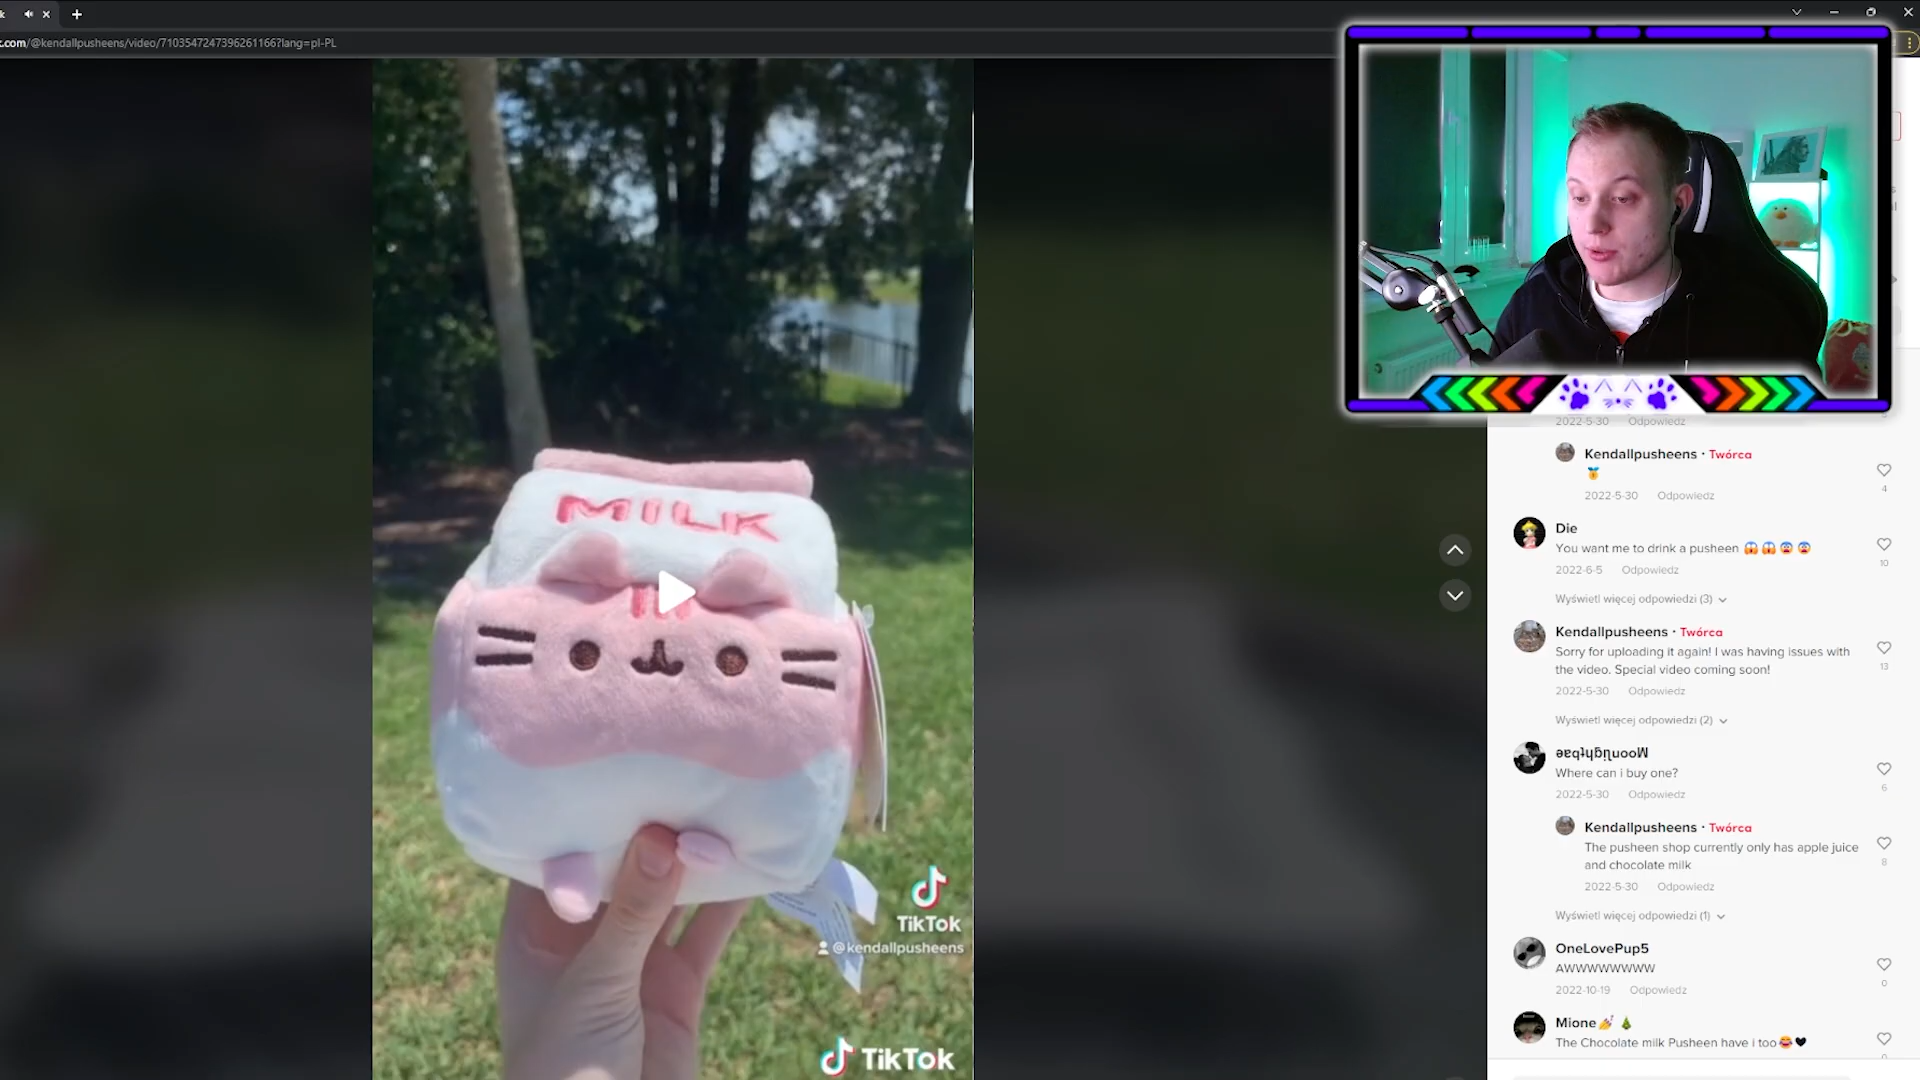 k
k.com/@kendallpusheens/video/7103547247396261166?lang=pl-PL
MILK
TikTok
@kendallpusheens
TikTok
2022-5-30 Odpowiedz
Kendallpusheens · Twórca
4
2022-5-30 Odpowiedz
Die
You want me to drink a pusheen
10
2022-6-5 Odpowiedz
Wyświetl więcej odpowiedzi (3)
Kendallpusheens · Twórca
Sorry for uploading it again! I was having issues with
the video. Special video coming soon!
13
2022-5-30 Odpowiedz
Wyświetl więcej odpowiedzi (2)
Where can i buy one?
6
2022-5-30 Odpowiedz
Kendallpusheens · Twórca
The pusheen shop currently only has apple juice
and chocolate milk
8
2022-5-30 Odpowiedz
Wyświetl więcej odpowiedzi (1)
OneLovePup5
AWWWWWWWW
0
2022-10-19 Odpowiedz
Mione
The Chocolate milk Pusheen have i too